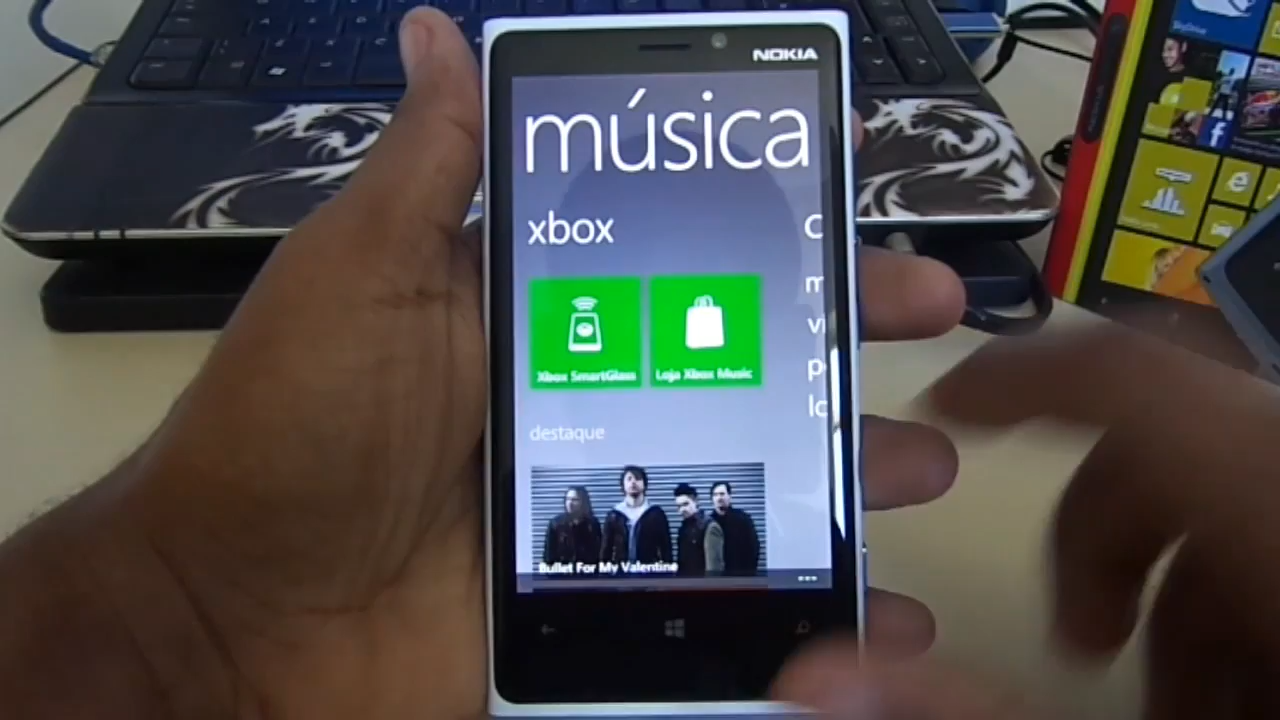 NOKIA
música
xbox
Xbox SmartGlass
Loja Xbox Music
destaque
Bullet For My Valentine